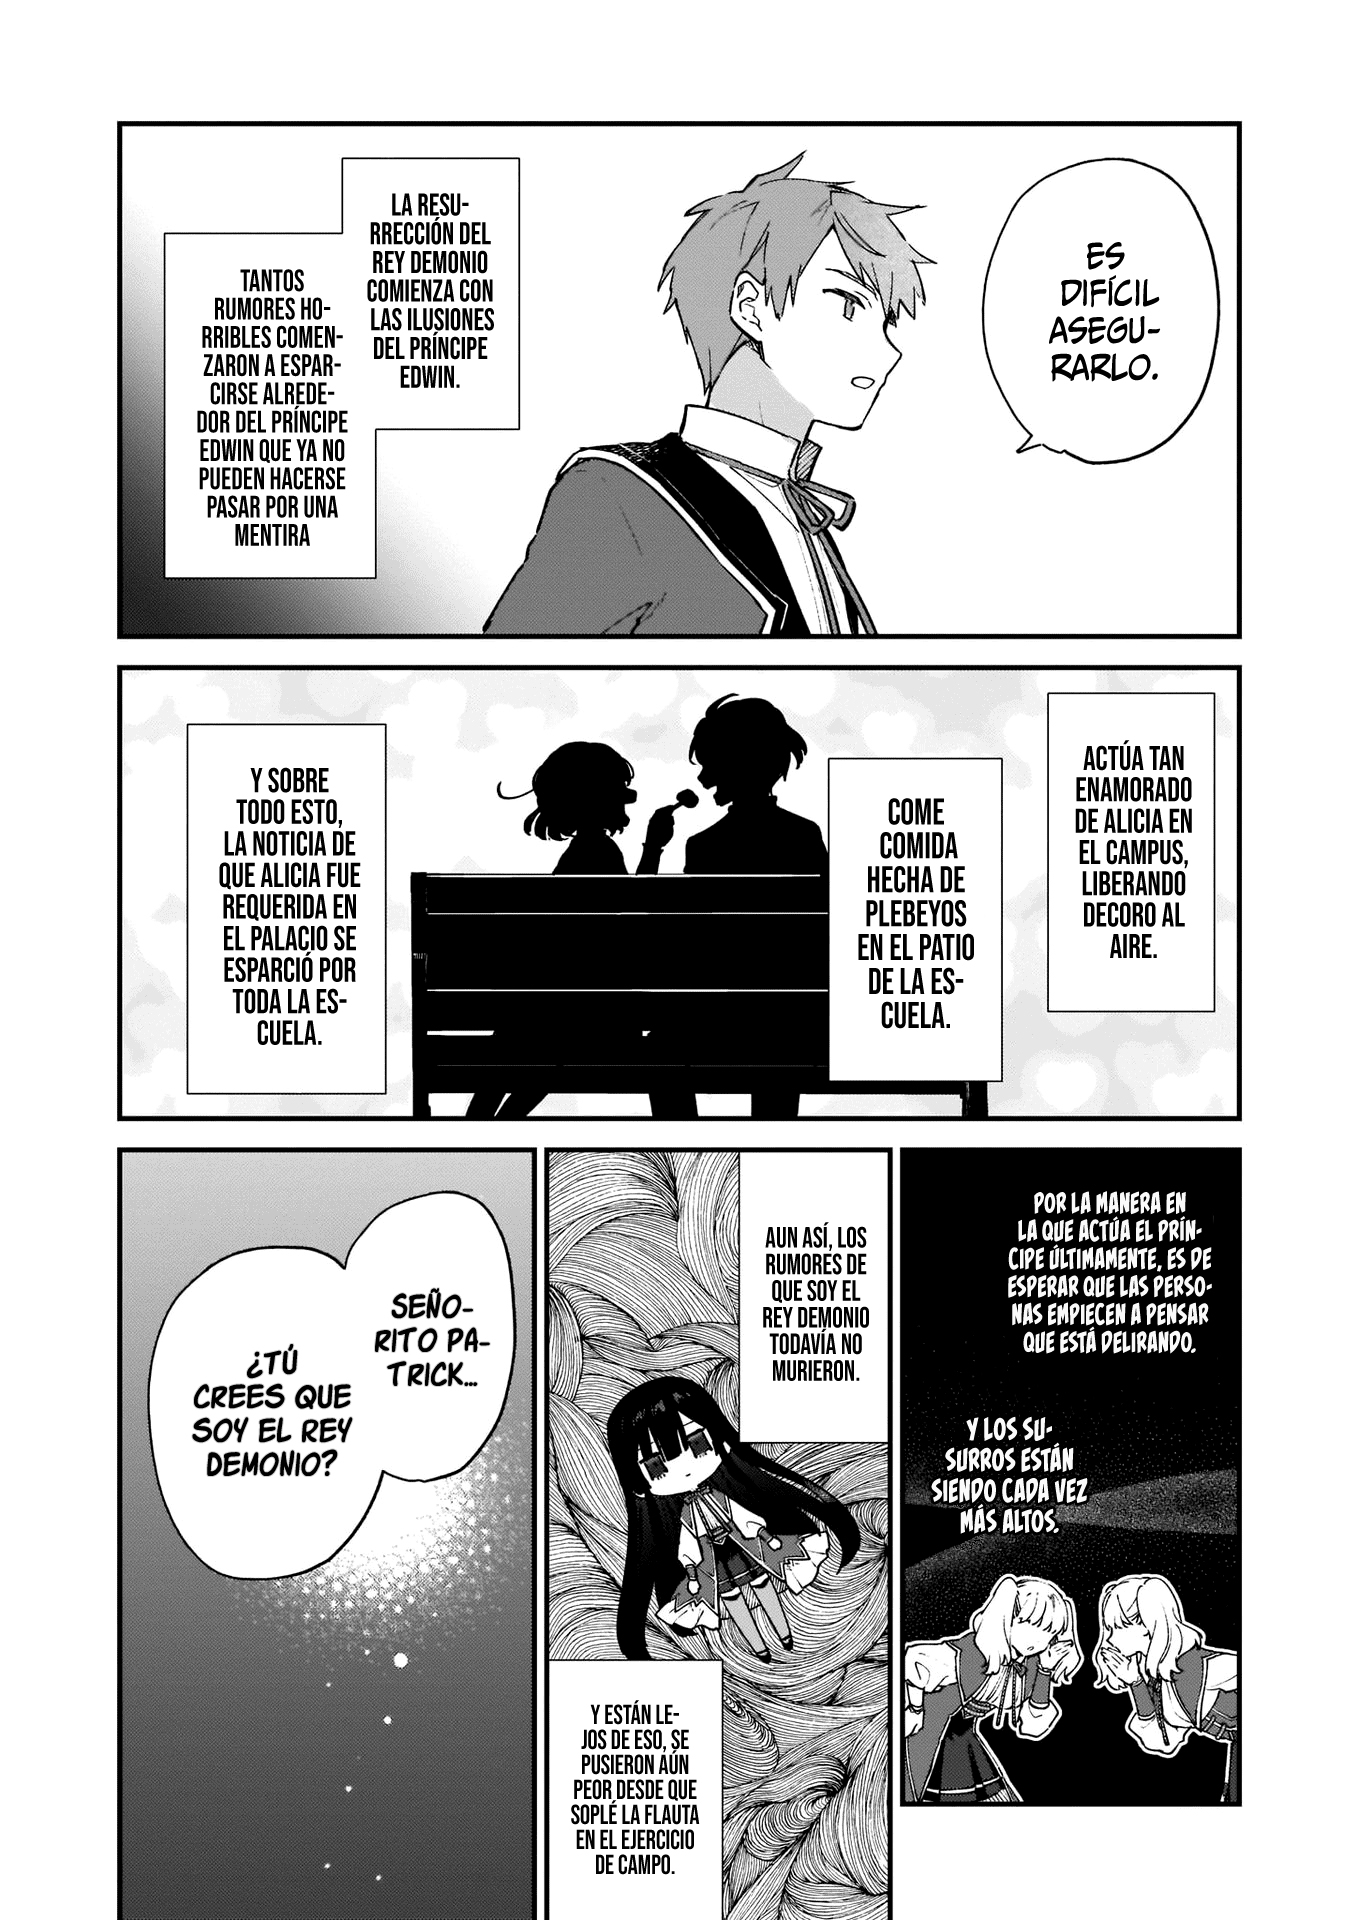 ES
DIFÍCIL
ASEGU-
RARLO.
LA RESU-
RRECCIÓN DEL
REY DEMONIO
COMIENZA CON
LAS ILUSIONES
DEL PRÍNCIPE
EDWIN.
TANTOS
RUMORES HO-
RRIBLES COMEN-
ZARON A ESPAR-
CIRSE ALREDE-
DOR DEL PRÍNCIPE
EDWIN QUE YA NO
PUEDEN HACERSE
PASAR POR UNA
MENTIRA
ACTÚA TAN
ENAMORADO
DE ALICIA EN
EL CAMPUS,
LIBERANDO
DECORO AL
AIRE.
COME
COMIDA
HECHA DE
PLEBEYOS
EN EL PATIO
DE LA ES-
CUELA.
Y SOBRE
TODO ESTO,
LA NOTICIA DE
QUE ALICIA FUE
REQUERIDA EN
EL PALACIO SE
ESPARCIÓ POR
TODA LA ES-
CUELA.
POR LA MANERA EN
LA QUE ACTÚA EL PRÍN-
CIPE ÚLTIMAMENTE, ES DE
ESPERAR QUE LAS PERSO-
NAS EMPIECEN A PENSAR
QUE ESTÁ DELIRANDO.
Y LOS SU-
SURROS ESTÁN
SIENDO CADA VEZ
MÁS ALTOS.
AUN ASÍ, LOS
RUMORES DE
QUE SOY EL
REY DEMONIO
TODAVÍA NO
MURIERON.
Y ESTÁN LE-
JOS DE ESO, SE
PUSIERON AÚN
PEOR DESDE QUE
SOPLÉ LA FLAUTA
EN EL EJERCICIO
DE CAMPO.
SEÑO-
RITO PA-
TRICK...
¿TÚ
CREES QUE
SOY EL REY
DEMONIO?